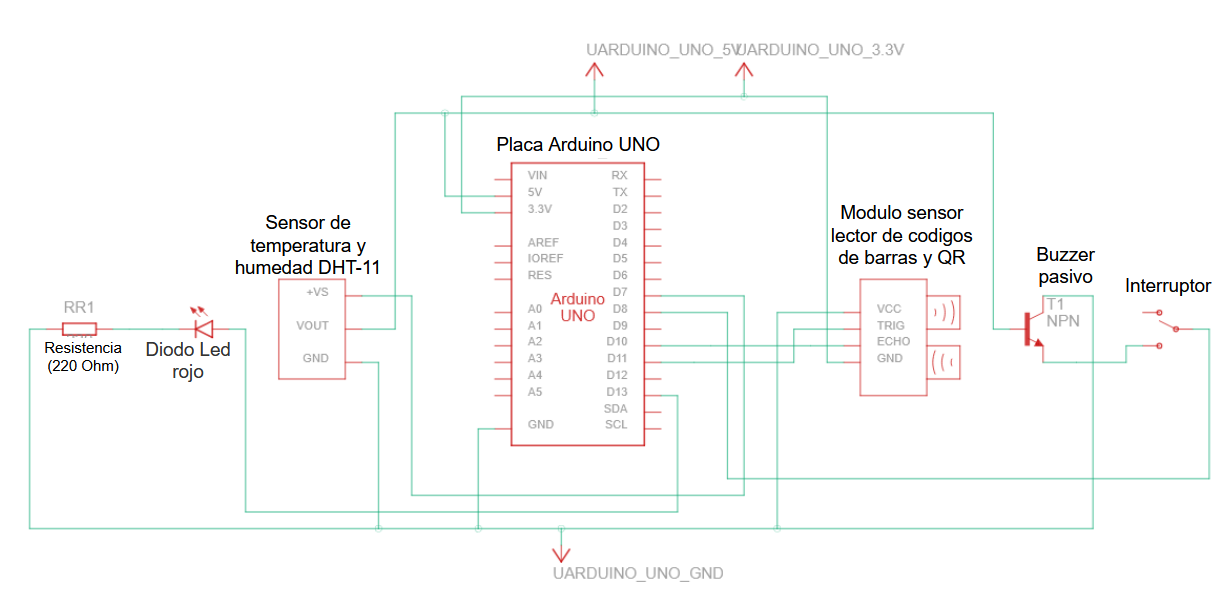 UARDUINO_UNO_5V
UARDUINO_UNO_3.3V
Placa Arduino UNO
VIN
5V
3.3V
AREF
IOREF
RES
A0
A1
A2
A3
A4
A5
GND
Arduino
UNO
RX
TX
D2
D3
D4
D5
D6
D7
D8
D9
D10
D11
D12
D13
SDA
SCL
Sensor de
temperatura y
humedad DHT-11
+VS
VOUT
GND
RR1
Resistencia
(220 Ohm)
Diodo Led
rojo
Modulo sensor
lector de codigos
de barras y QR
VCC
TRIG
ECHO
GND
Buzzer
pasivo
T1
NPN
Interruptor
UARDUINO_UNO_GND